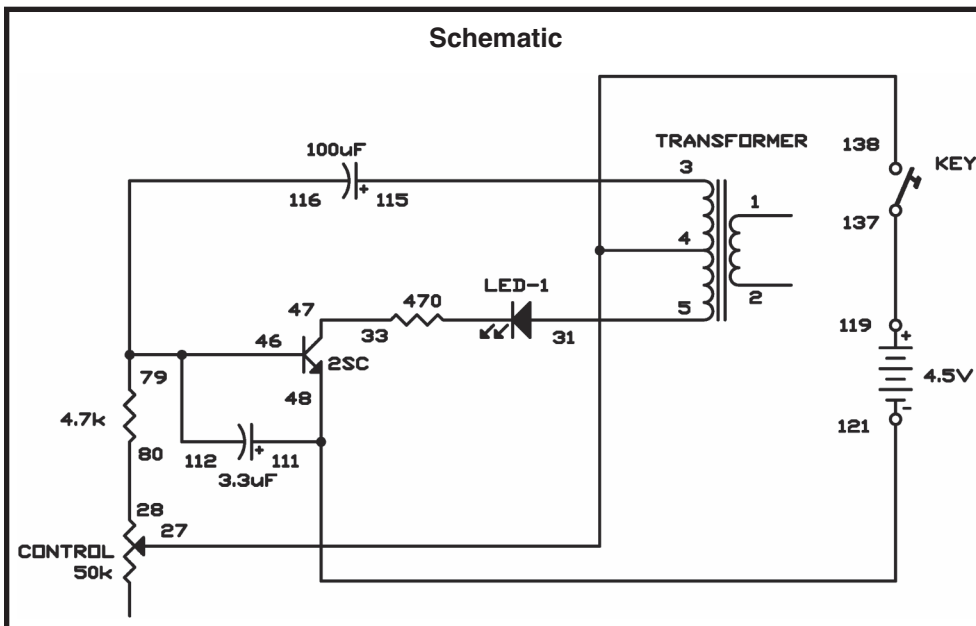 Schematic
TRANSFORMER
138
KEY
100uF
3
116
115
1
137
4
LED-1
2
47
470
5
119
+
33
31
46
2SC
4.5V
79
48
-
4.7k
121
80
112
+
111
3.3uF
28
27
CONTROL
50k
+